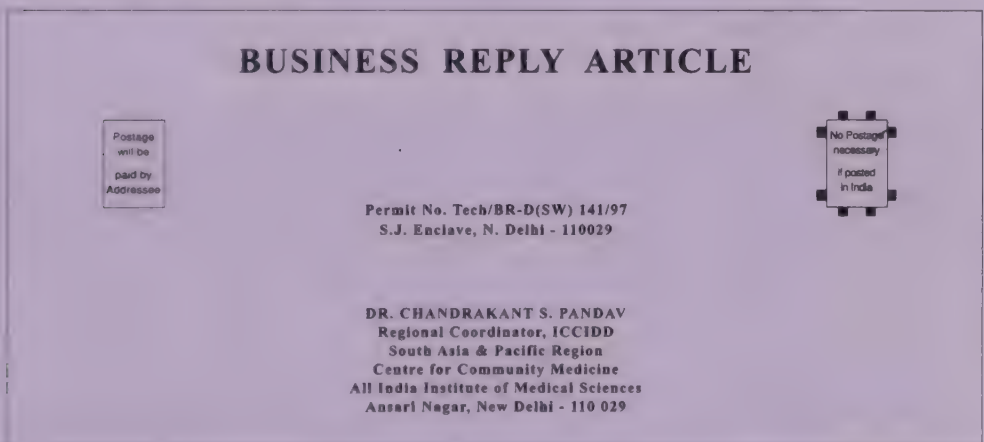 BUSINESS REPLY ARTICLE
Postage
will be
paid by
Addressee
No Postage
necessary
if posted
in India
Permit No. Tech/BR-D(SW) 141/97
S.J. Enclave, N. Delhi - 110029
DR. CHANDRAKANT S. PANDAV
Regional Coordinator, ICCIDD
South Asia & Pacific Region
Centre for Community Medicine
All India Institute of Medical Sciences
Ansari Nagar, New Delhi - 110 029